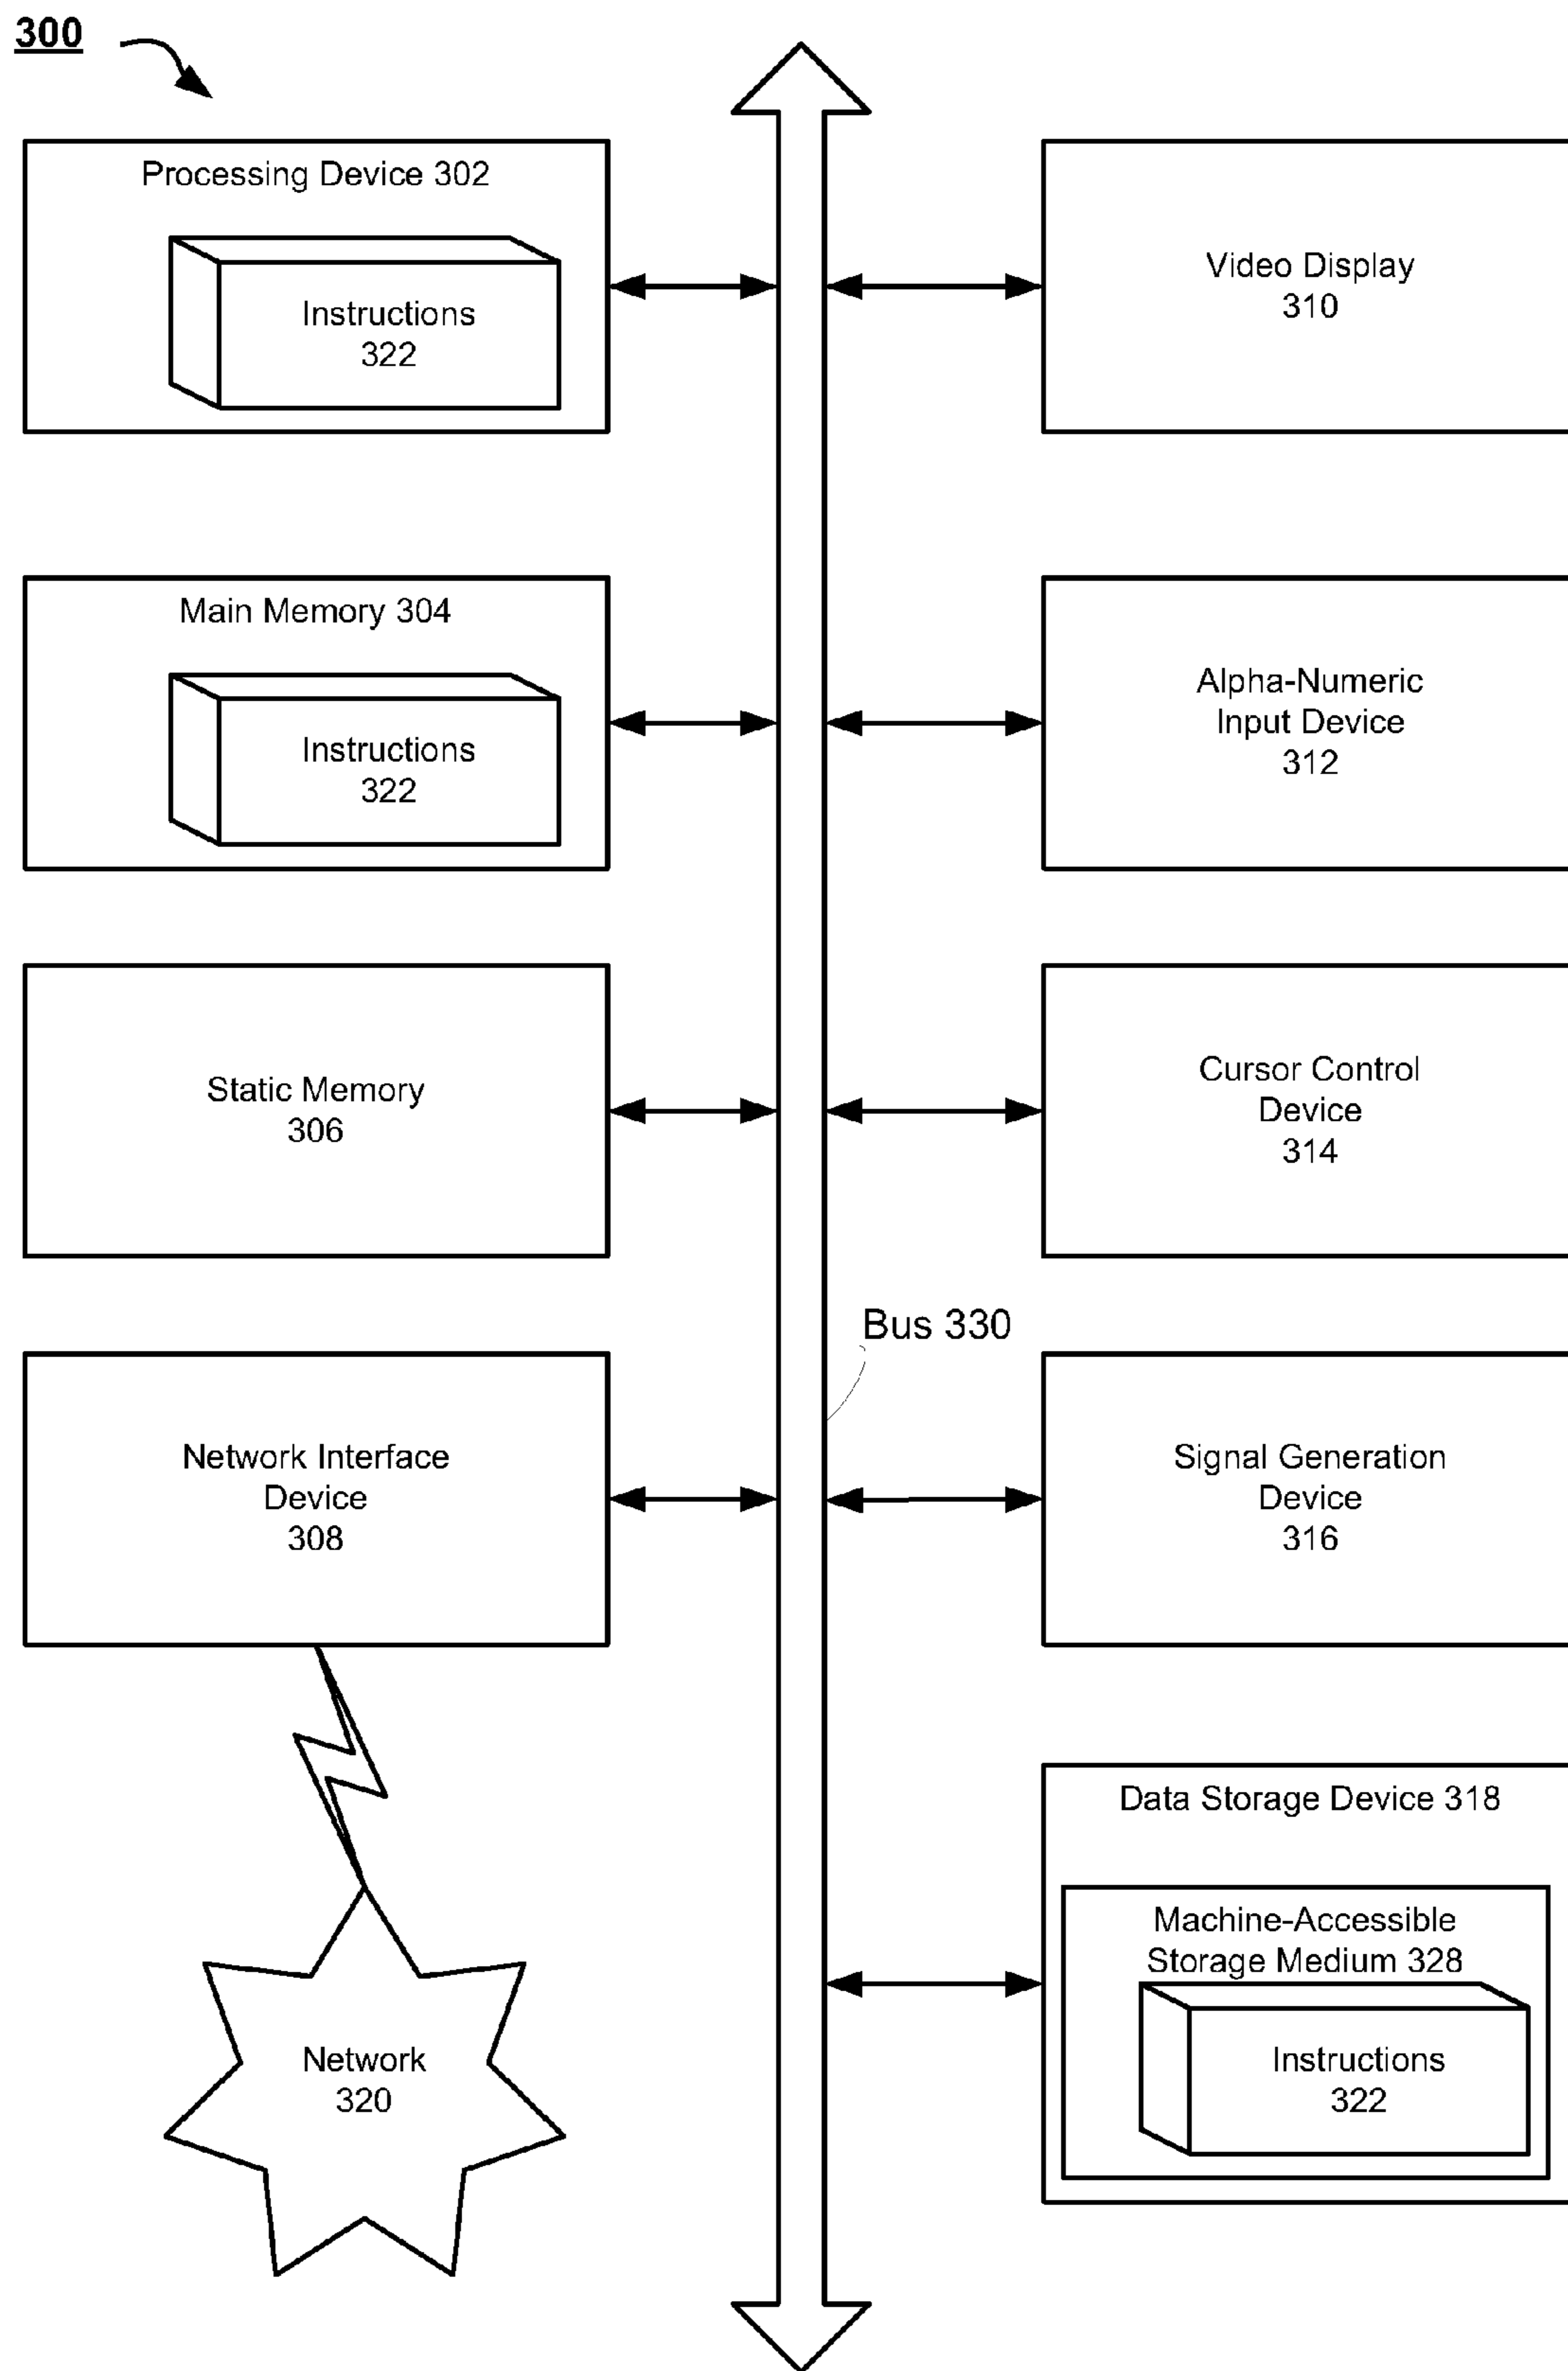 300
Processing Device 302
Instructions
322
Video Display
310
Main Memory 304
Instructions
322
Alpha-Numeric
Input Device
312
Static Memory
306
Cursor Control
Device
314
Bus 330
Network Interface
Device
308
Signal Generation
Device
316
Data Storage Device 318
Machine-Accessible
Storage Medium 328
Instructions
322
Network
320